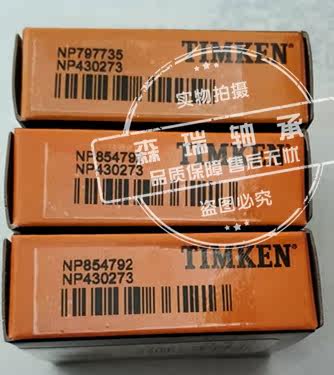 NP797735
NP430273
TIMKEN®
实物拍摄
森瑞轴承
品质保障 售后无忧
盗图必究
NP430273
TIMKEN
NP854792
NP430273
TIMKEN